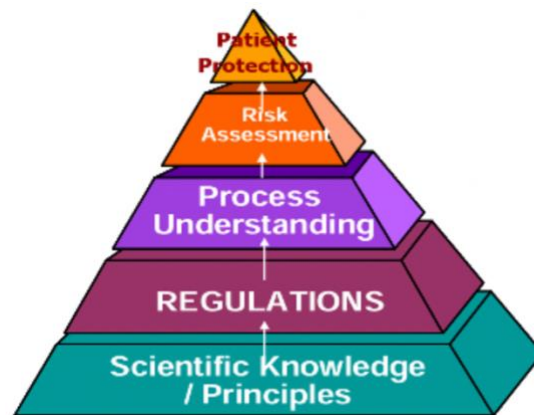 Patient
Protection
Risk
Assessment
Process
Understanding
REGULATIONS
Scientific Knowledge
/ Principles